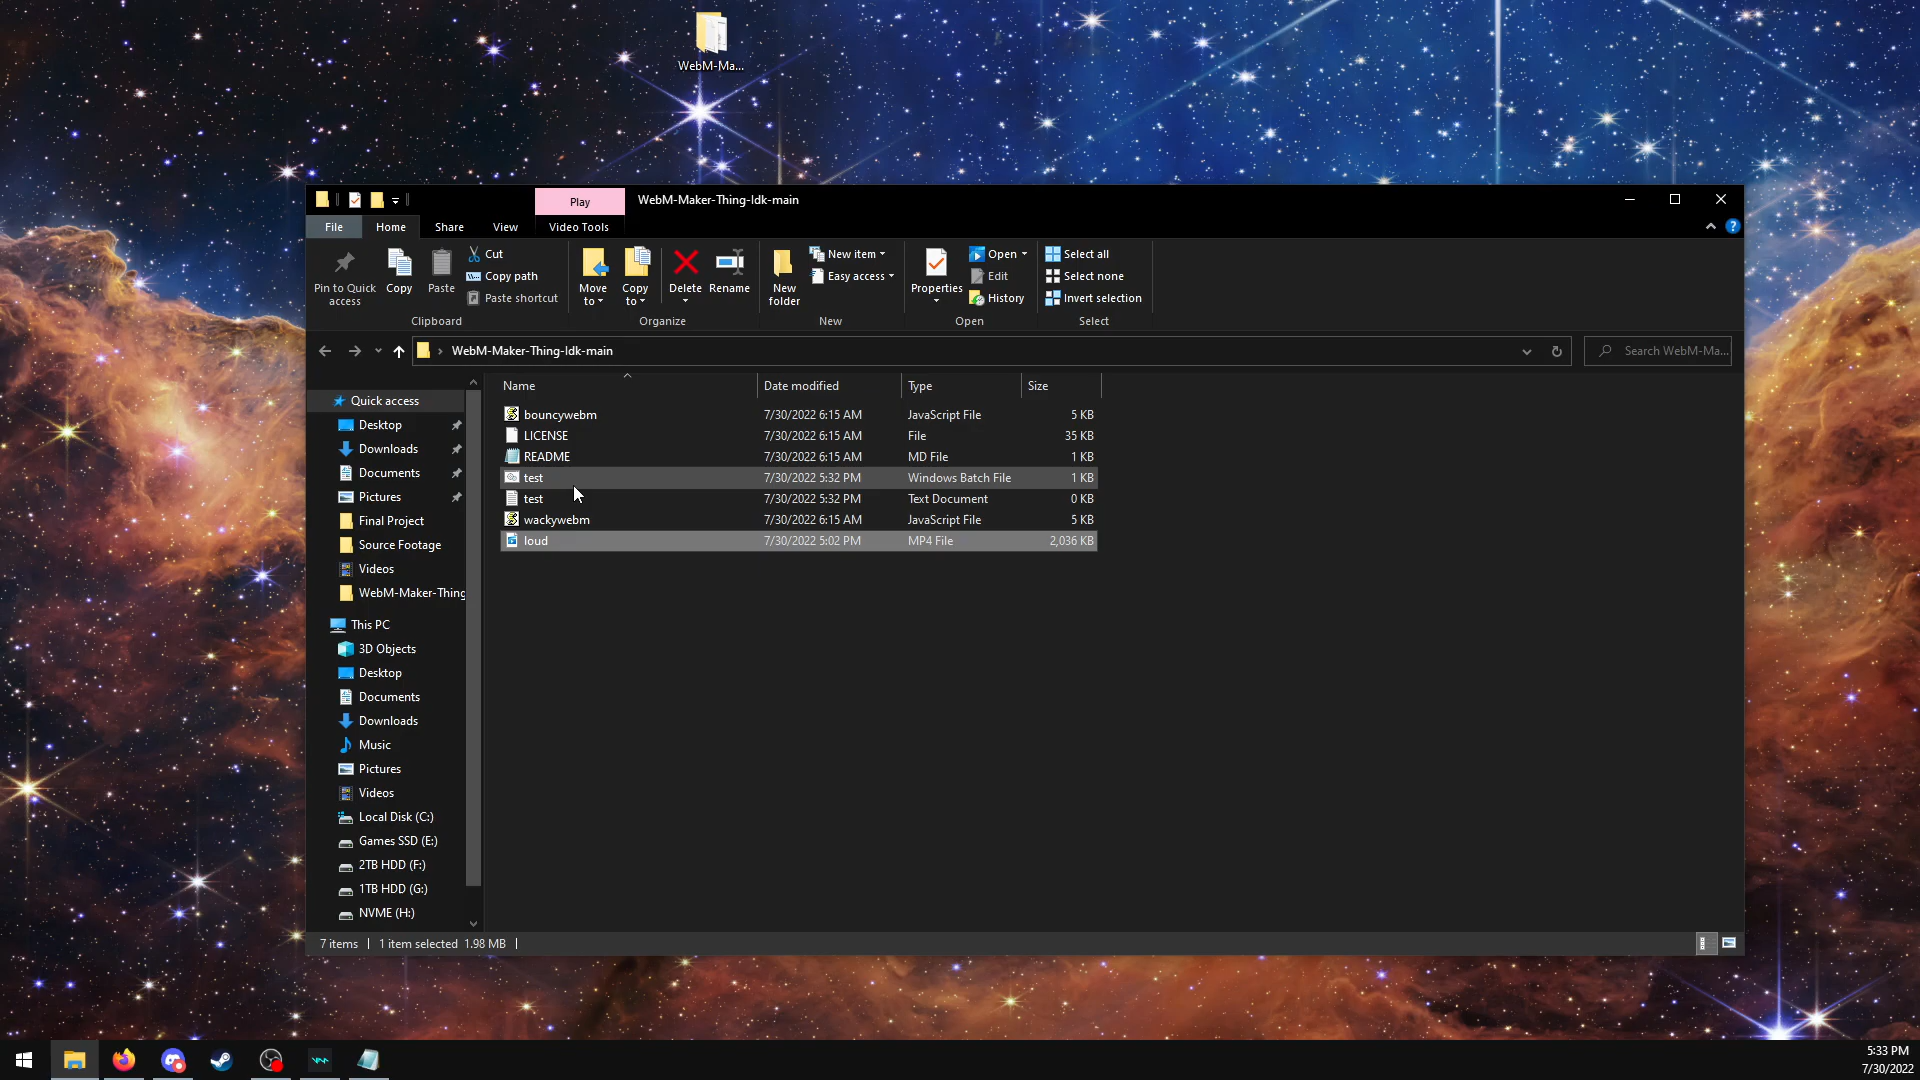 WebM-Ma...
Play
WebM-Maker-Thing-Idk-main
File
Home
Share
View
Video Tools
Pin to Quick access
Copy
Paste
Cut
Copy path
Paste shortcut
Clipboard
Move to
Copy to
Delete
Rename
Organize
New folder
New item
Easy access
New
Properties
Open
Edit
History
Open
Select all
Select none
Invert selection
Select
WebM-Maker-Thing-Idk-main
Search WebM-Ma...
Name Date modified Type Size
bouncywebm 7/30/2022 6:15 AM JavaScript File 5 KB
LICENSE 7/30/2022 6:15 AM File 35 KB
README 7/30/2022 6:15 AM MD File 1 KB
test 7/30/2022 5:32 PM Windows Batch File 1 KB
test 7/30/2022 5:32 PM Text Document 0 KB
wackywebm 7/30/2022 6:15 AM JavaScript File 5 KB
loud 7/30/2022 5:02 PM MP4 File 2,036 KB
Quick access
Desktop
Downloads
Documents
Pictures
Final Project
Source Footage
Videos
WebM-Maker-Thing
This PC
3D Objects
Desktop
Documents
Downloads
Music
Pictures
Videos
Local Disk (C:)
Games SSD (E:)
2TB HDD (F:)
1TB HDD (G:)
NVME (H:)
7 items
1 item selected 1.98 MB
5:33 PM
7/30/2022